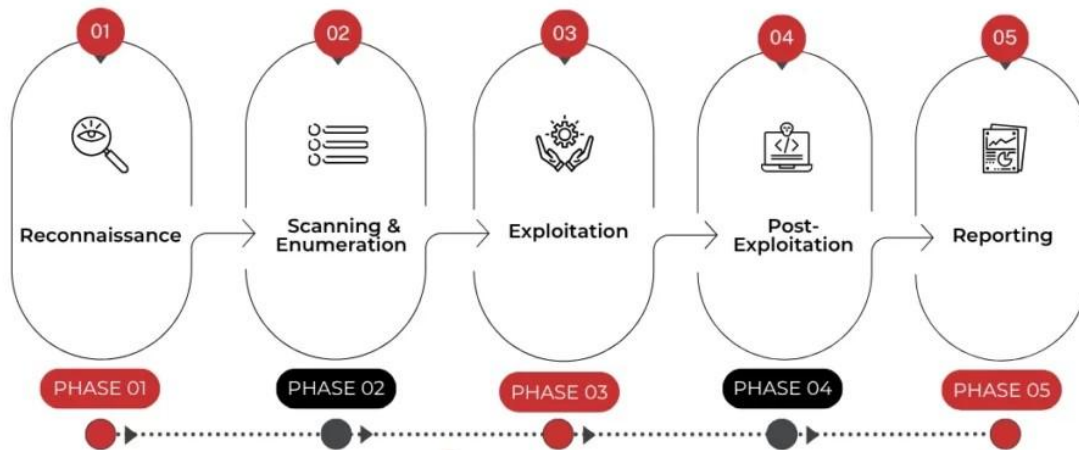 01
02
03
04
05
Reconnaissance
Scanning &
Enumeration
Exploitation
Post-
Exploitation
Reporting
PHASE 01
PHASE 02
PHASE 03
PHASE 04
PHASE 05